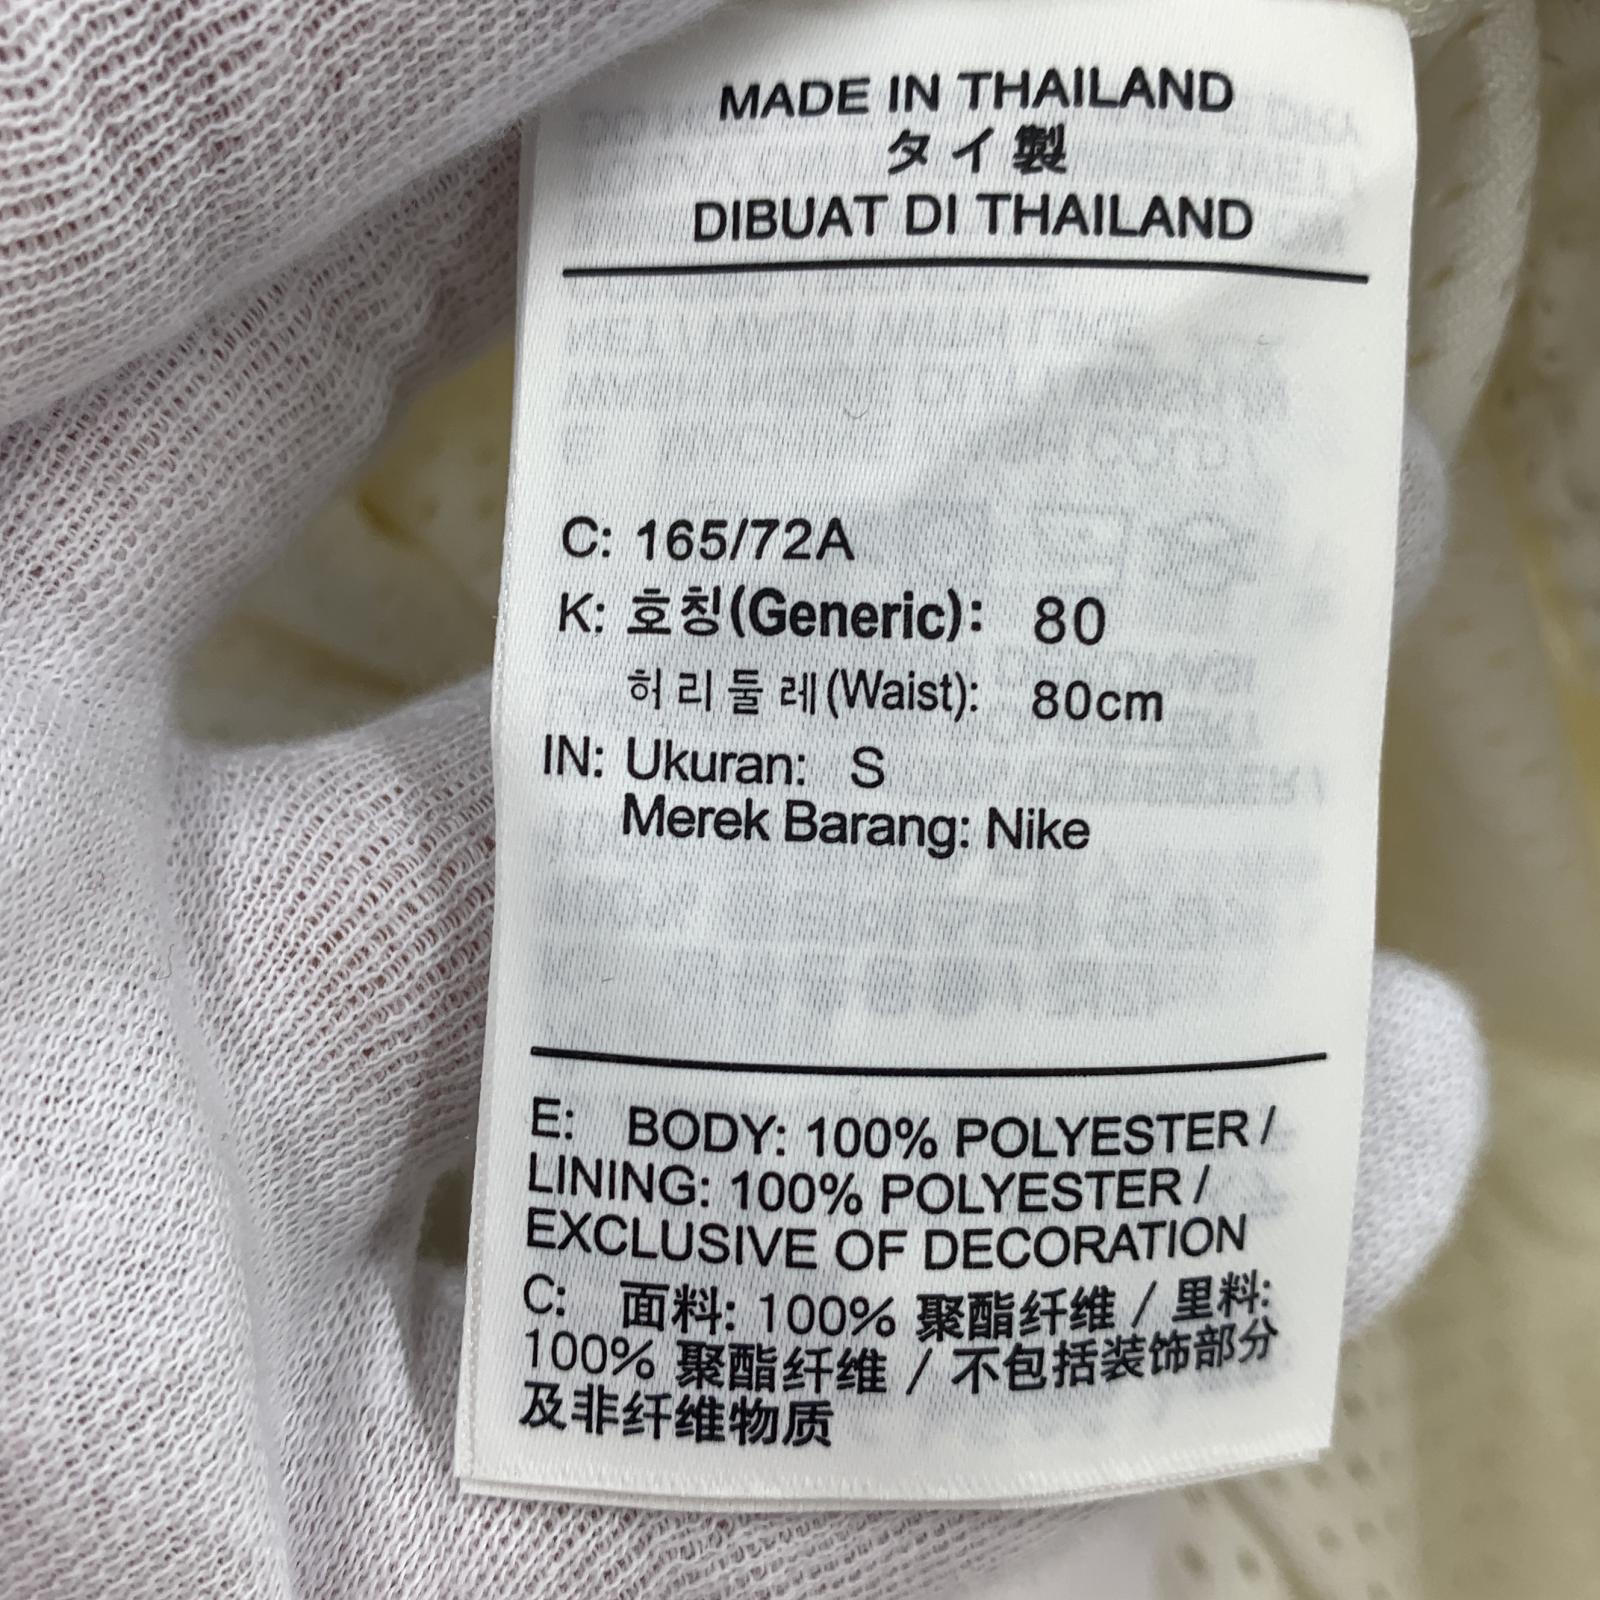 MADE IN THAILAND
タイ製
DIBUAT DI THAILAND
C: 165/72A
K: 호칭(Generic): 80
허리둘레(Waist): 80cm
IN: Ukuran: S
Merek Barang: Nike
E: BODY: 100% POLYESTER /
LINING: 100% POLYESTER /
EXCLUSIVE OF DECORATION
C: 面料: 100% 聚酯纤维 / 里料:
100% 聚酯纤维 / 不包括装饰部分
及非纤维物质